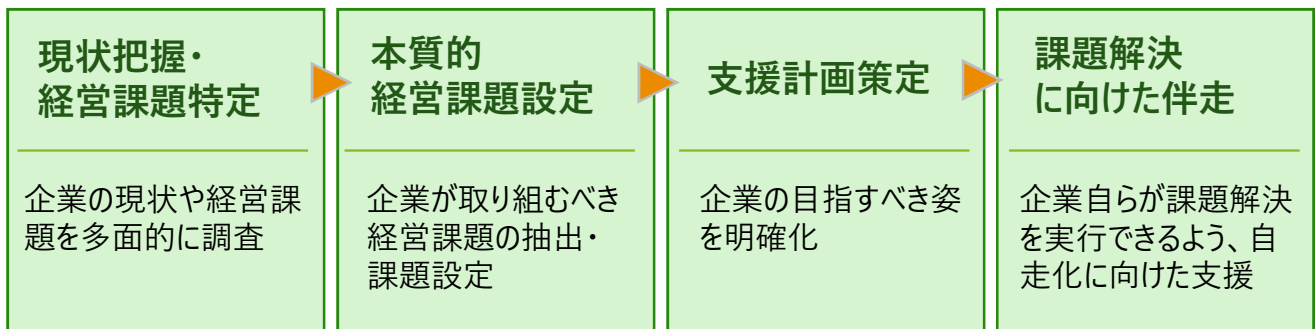 現状把握・
経営課題特定
企業の現状や経営課
題を多面的に調査
本質的
経営課題設定
企業が取り組むべき
経営課題の抽出・
課題設定
支援計画策定
企業の目指すべき姿
を明確化
課題解決
に向けた伴走
企業自らが課題解決
を実行できるよう、自
走化に向けた支援